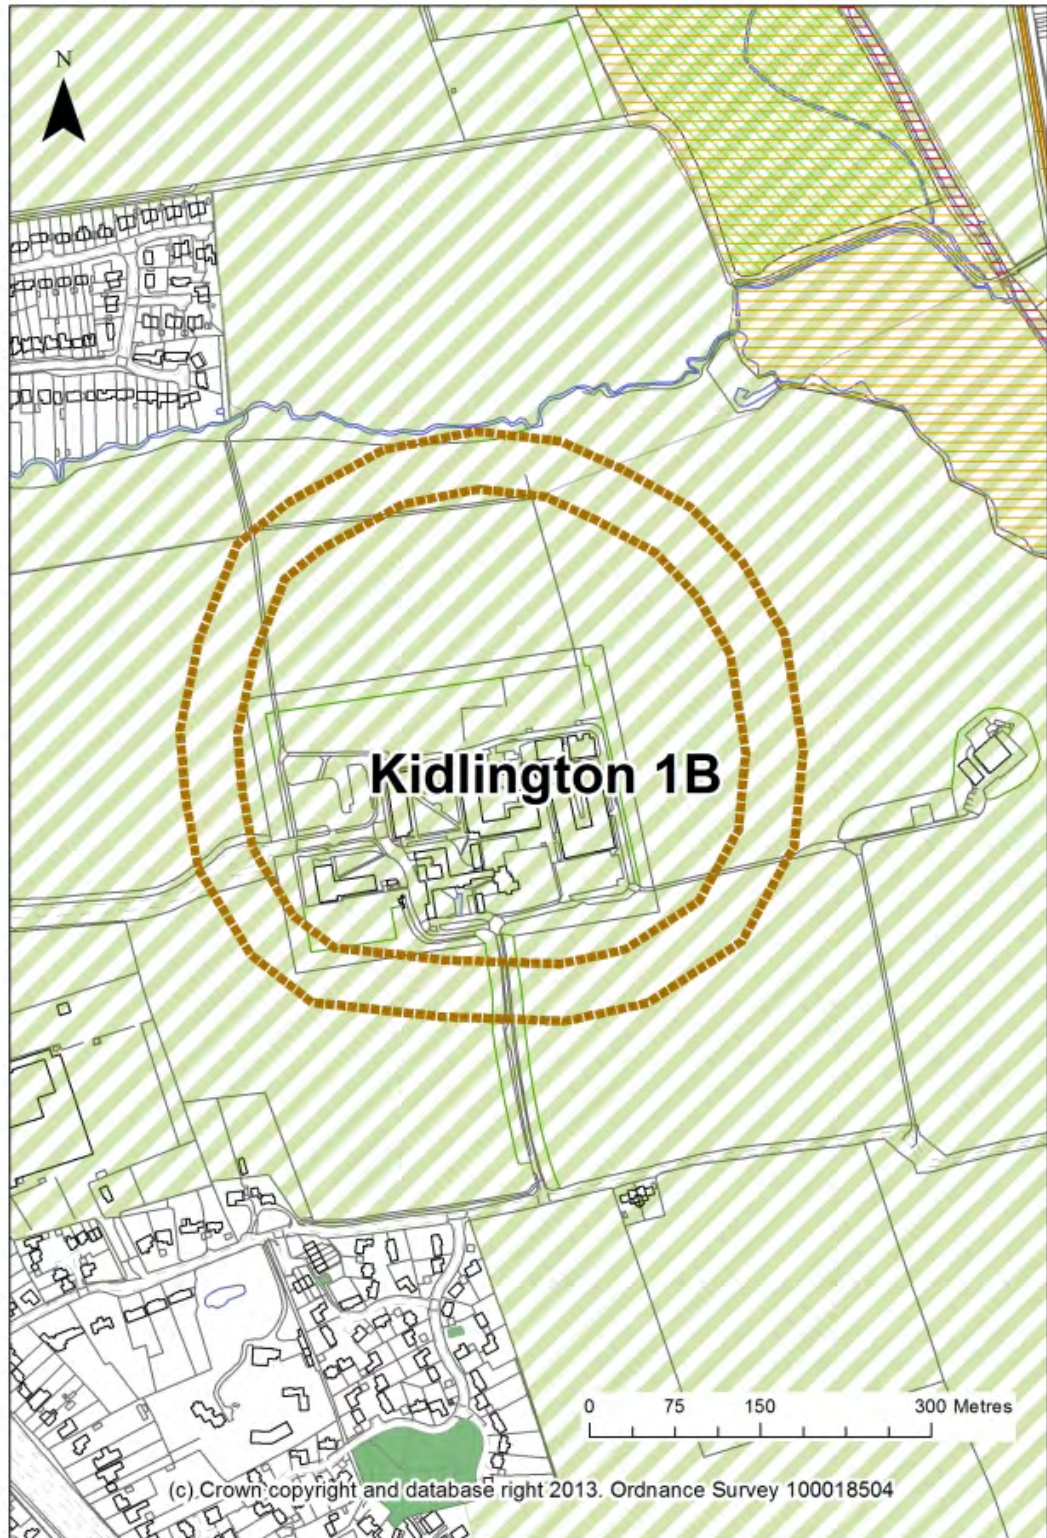 N
Kidlington 1B
0 75 150 300 Metres
(c) Crown copyright and database right 2013. Ordnance Survey 100018504